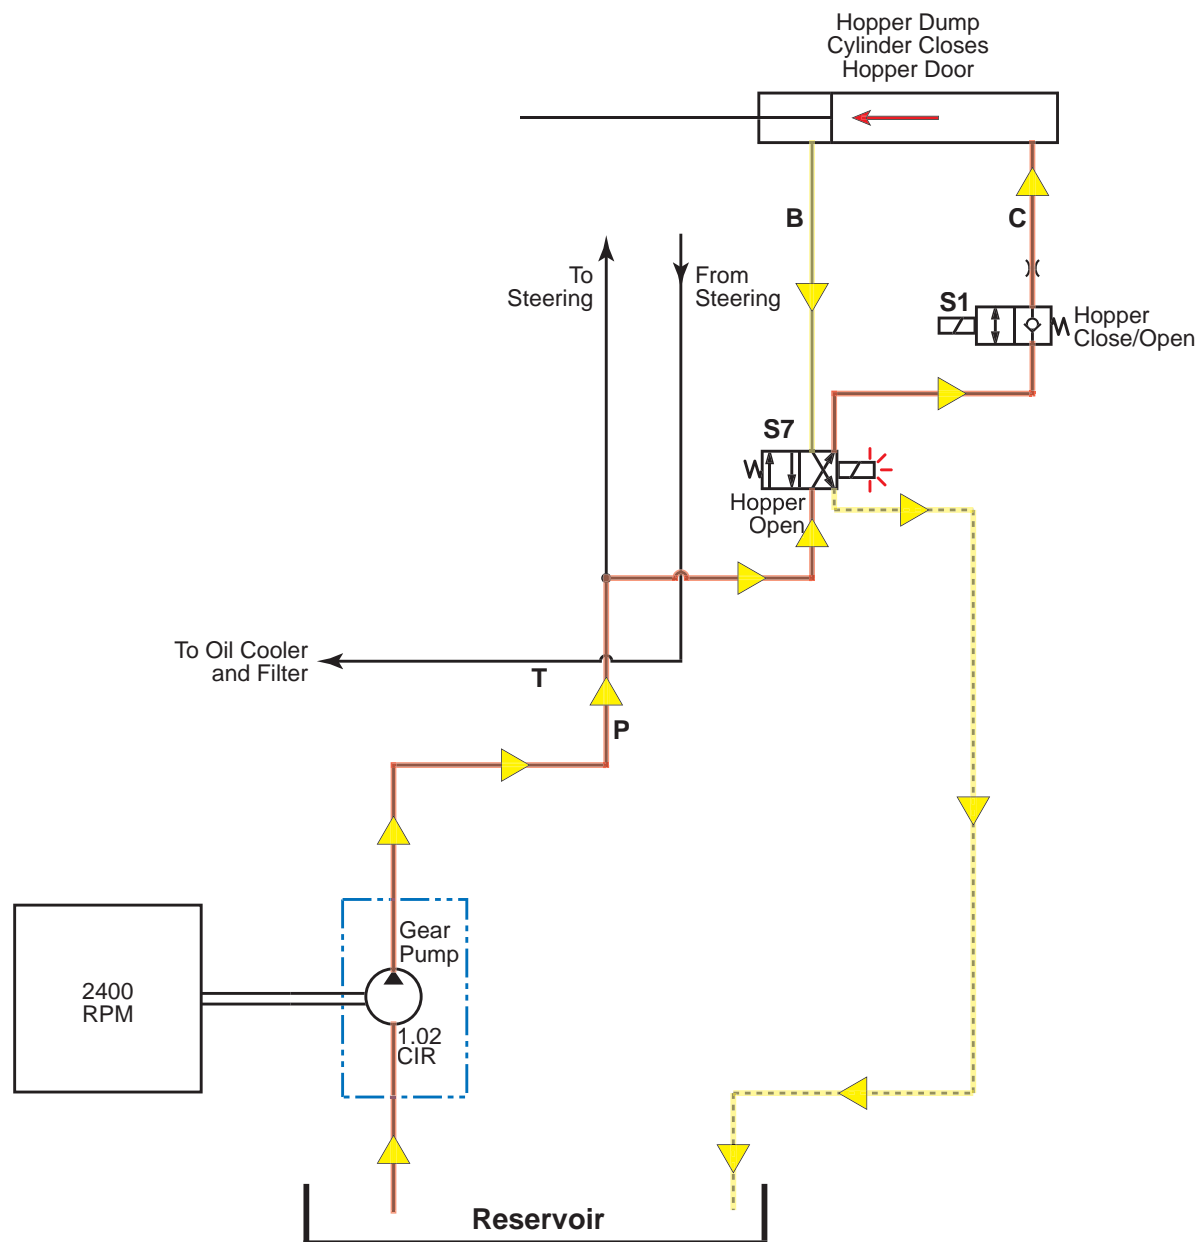 Hopper Dump
Cylinder Closes
Hopper Door
B
C
To
Steering
From
Steering
S1
Hopper
Close/Open
S7
Hopper
Open
To Oil Cooler
and Filter
T
P
Gear
Pump
2400
RPM
1.02
CIR
Reservoir